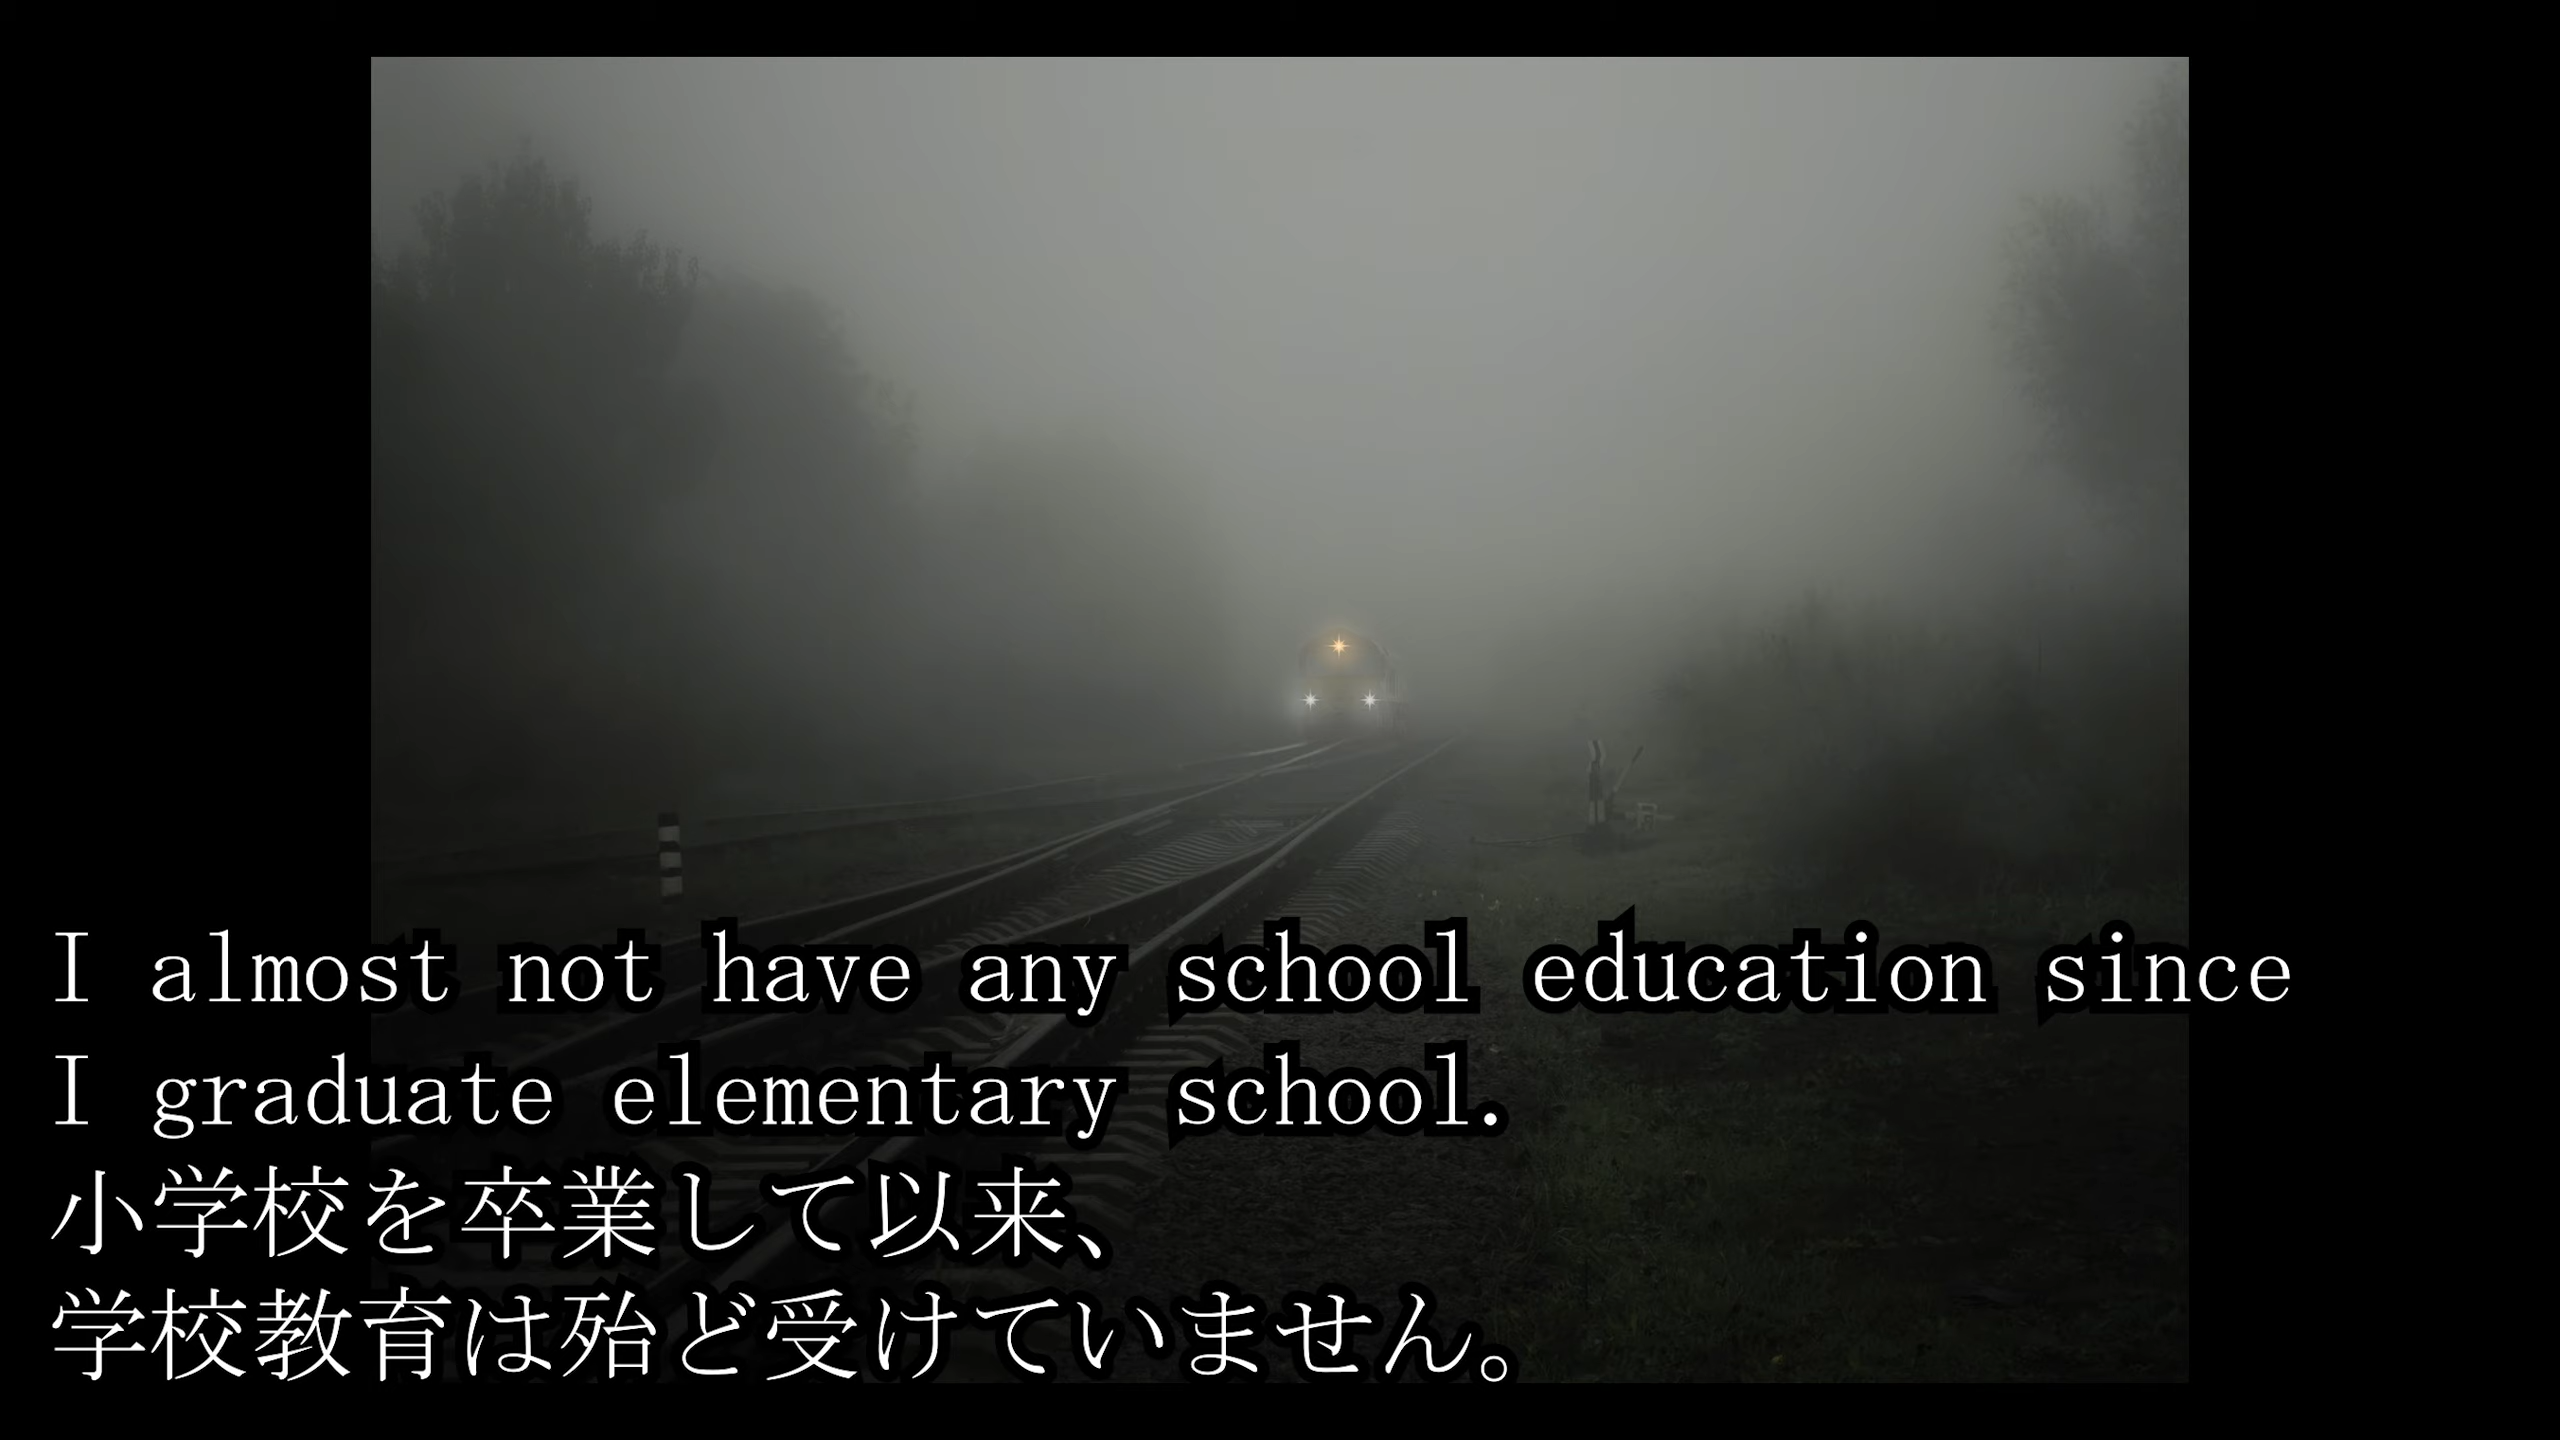 I almost not have any school education since
I graduate elementary school.
小学校を卒業して以来、
学校教育は殆ど受けていません。